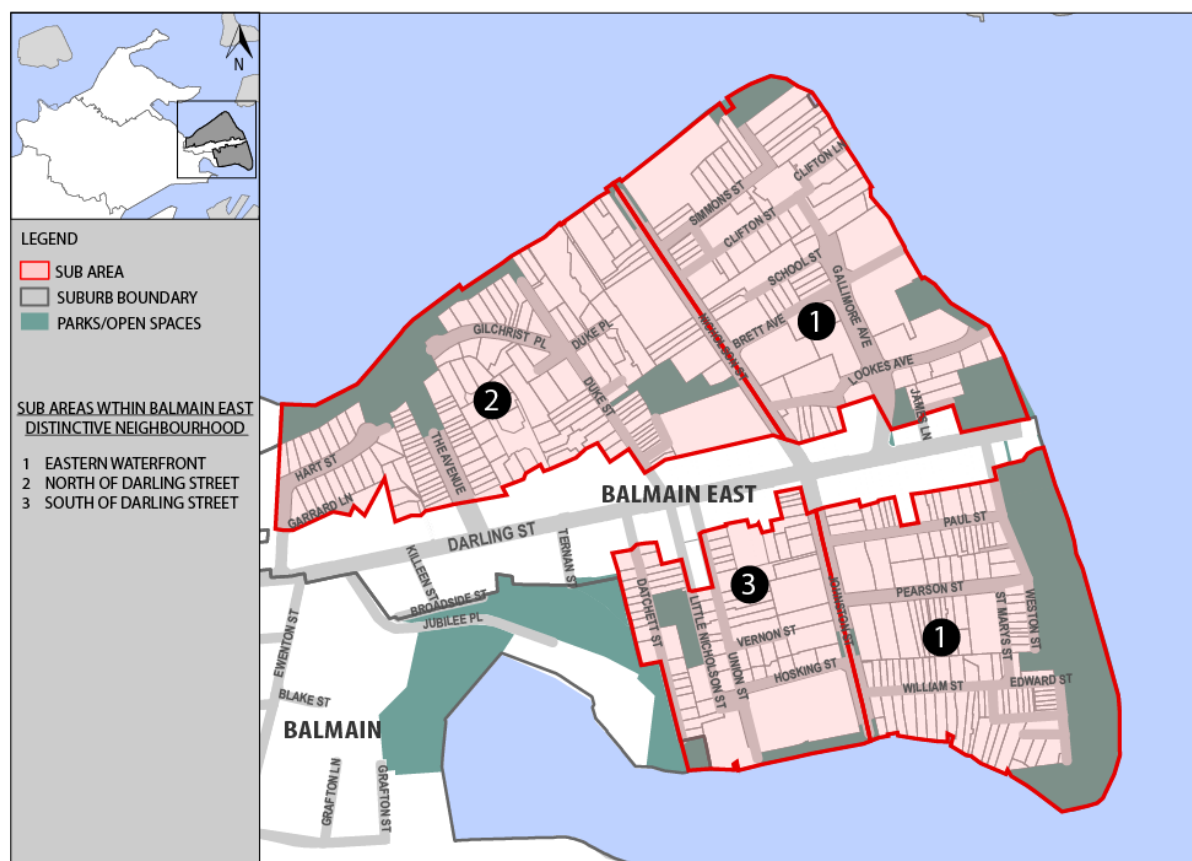 N
LEGEND
SUB AREA
SUBURB BOUNDARY
PARKS/OPEN SPACES
SUB AREAS WTHIN BALMAIN EAST
DISTINCTIVE NEIGHBOURHOOD
1 EASTERN WATERFRONT
2 NORTH OF DARLING STREET
3 SOUTH OF DARLING STREET
CLIFTON LN
SIMMONS ST
CLIFTON ST
SCHOOL ST
GALLIMORE AVE
BRETT AVE
1
NICHOLSON ST
LOOKES AVE
JAMES LN
GILCHRIST PL
DUKE PL
DUKE ST
2
THE AVENUE
HART ST
GARRARD LN
BALMAIN EAST
DARLING ST
KILLEEN ST
TERNAN ST
BROADSIDE ST
JUBILEE PL
EWENTON ST
BLAKE ST
BALMAIN
GRAFTON LN
GRAFTON ST
DATCHETT ST
LITTLE NICHOLSON ST
UNION ST
3
VERNON ST
HOSKING ST
JOHNSTON ST
PAUL ST
PEARSON ST
ST MARYS ST
WESTON ST
1
WILLIAM ST
EDWARD ST